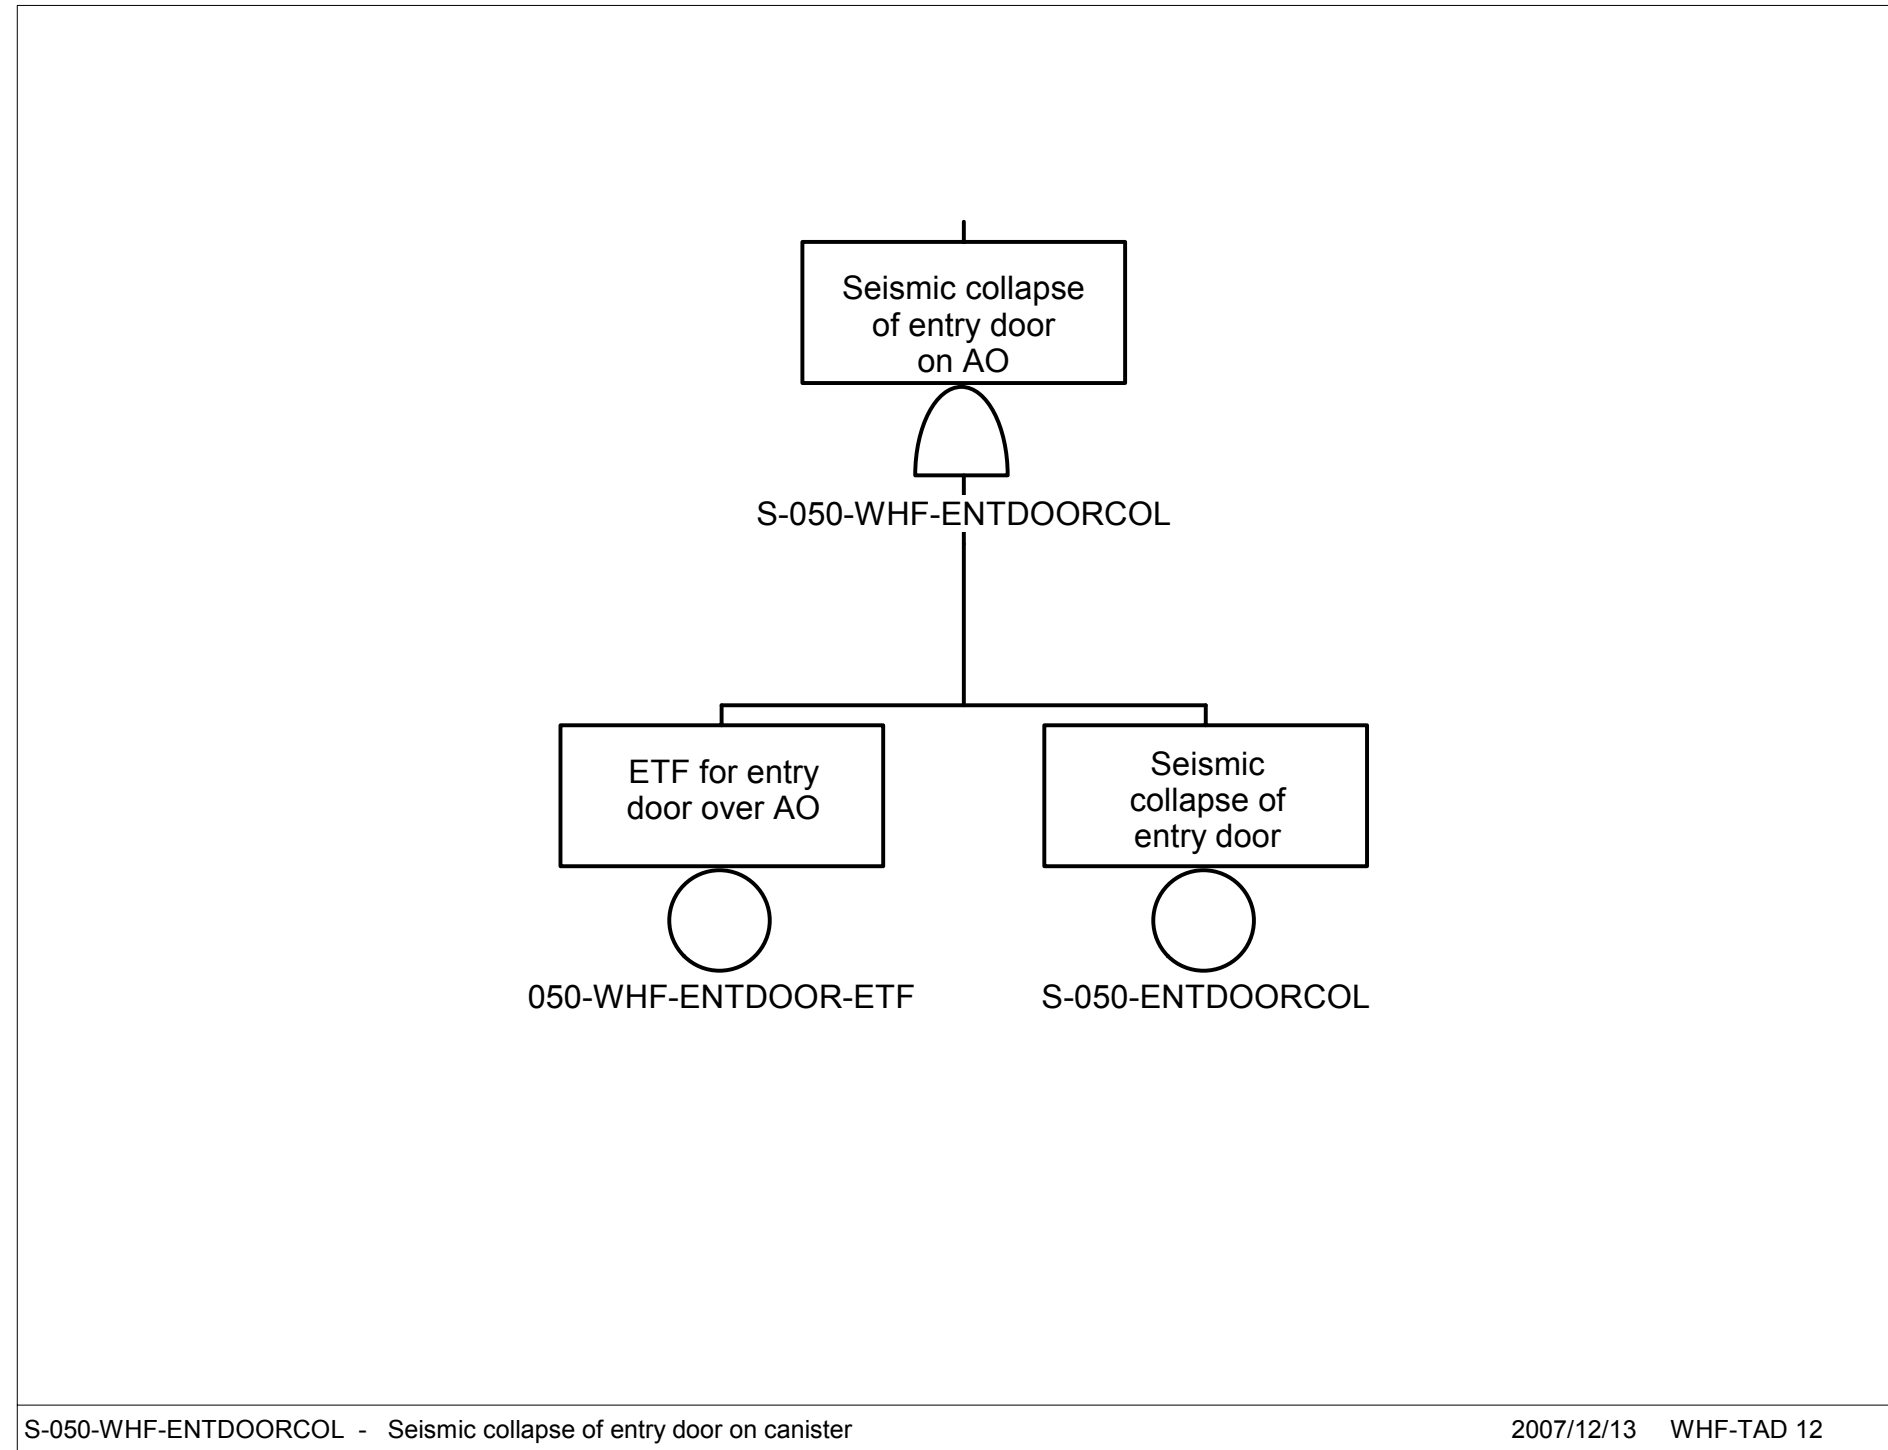 Seismic collapse
of entry door
on AO
S-050-WHF-ENTDOORCOL
ETF for entry
door over AO
050-WHF-ENTDOOR-ETF
Seismic
collapse of
entry door
S-050-ENTDOORCOL
S-050-WHF-ENTDOORCOL - Seismic collapse of entry door on canister
2007/12/13 WHF-TAD 12